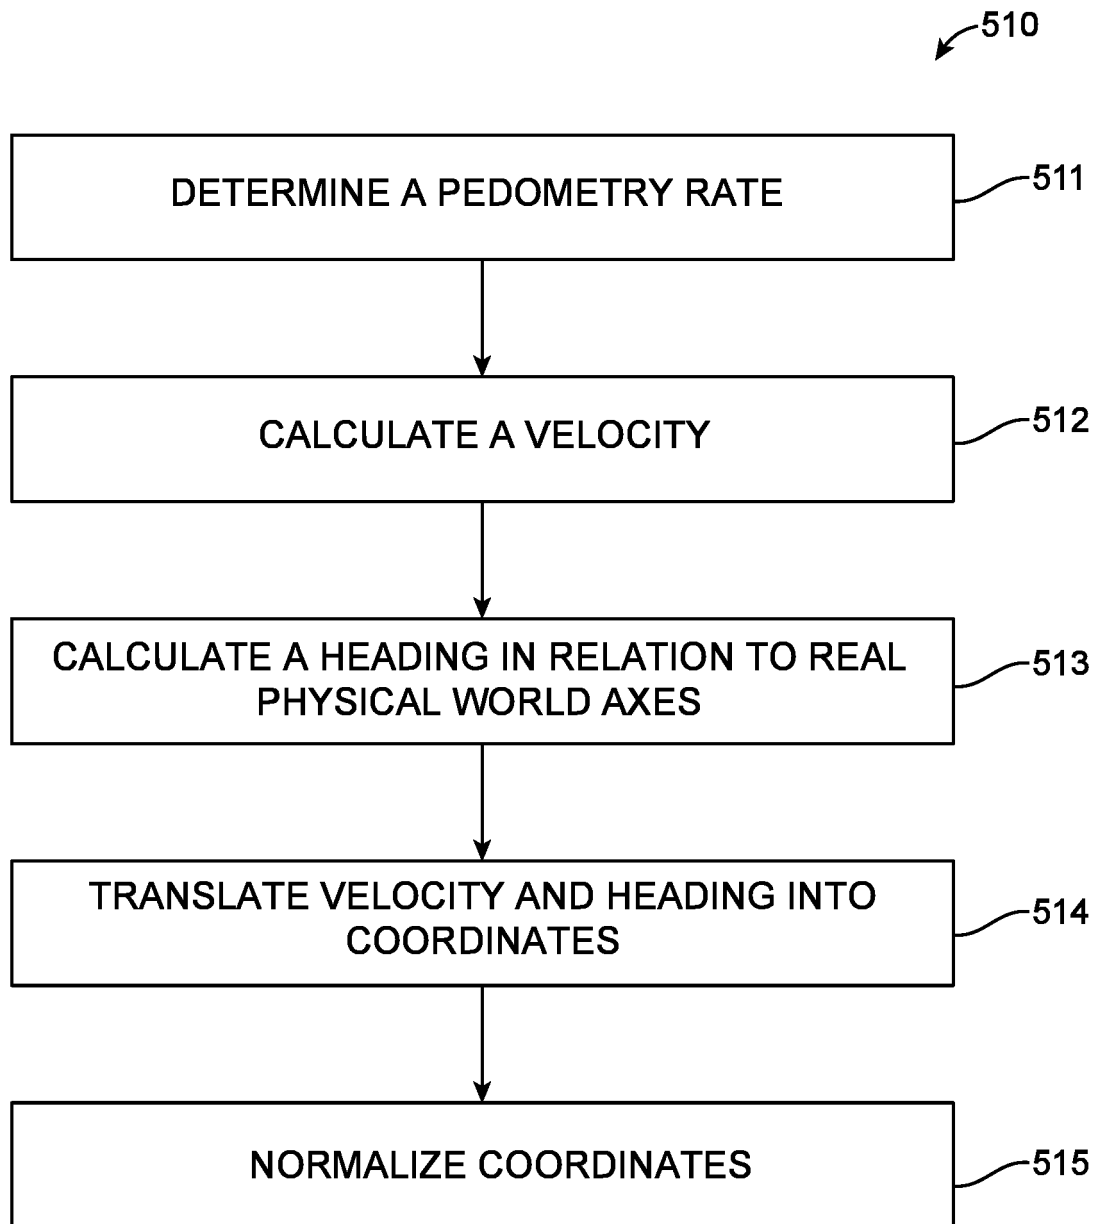 510
DETERMINE A PEDOMETRY RATE
511
CALCULATE A VELOCITY
512
CALCULATE A HEADING IN RELATION TO REAL
PHYSICAL WORLD AXES
513
TRANSLATE VELOCITY AND HEADING INTO
COORDINATES
514
NORMALIZE COORDINATES
515